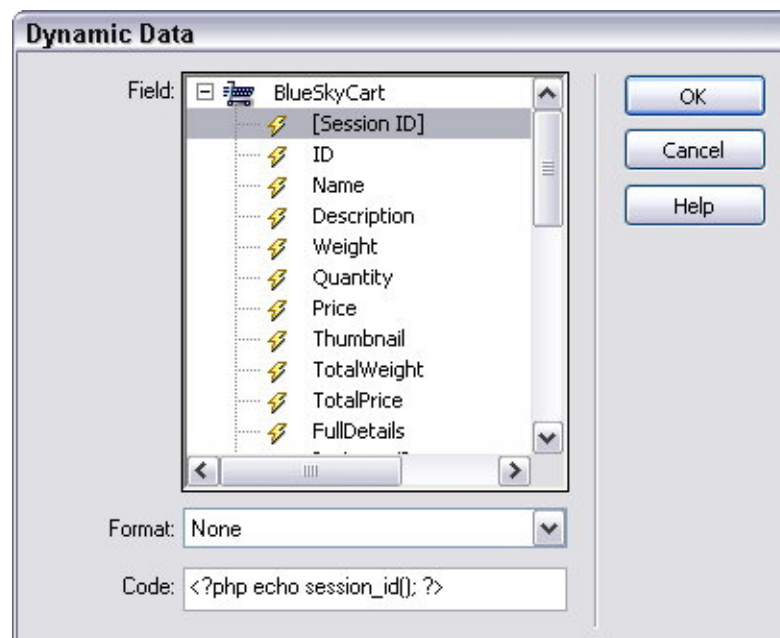 Dynamic Data
Field:
BlueSkyCart
[Session ID]
ID
Name
Description
Weight
Quantity
Price
Thumbnail
TotalWeight
TotalPrice
FullDetails
Format: None
Code: <?php echo session_id(); ?>
OK
Cancel
Help